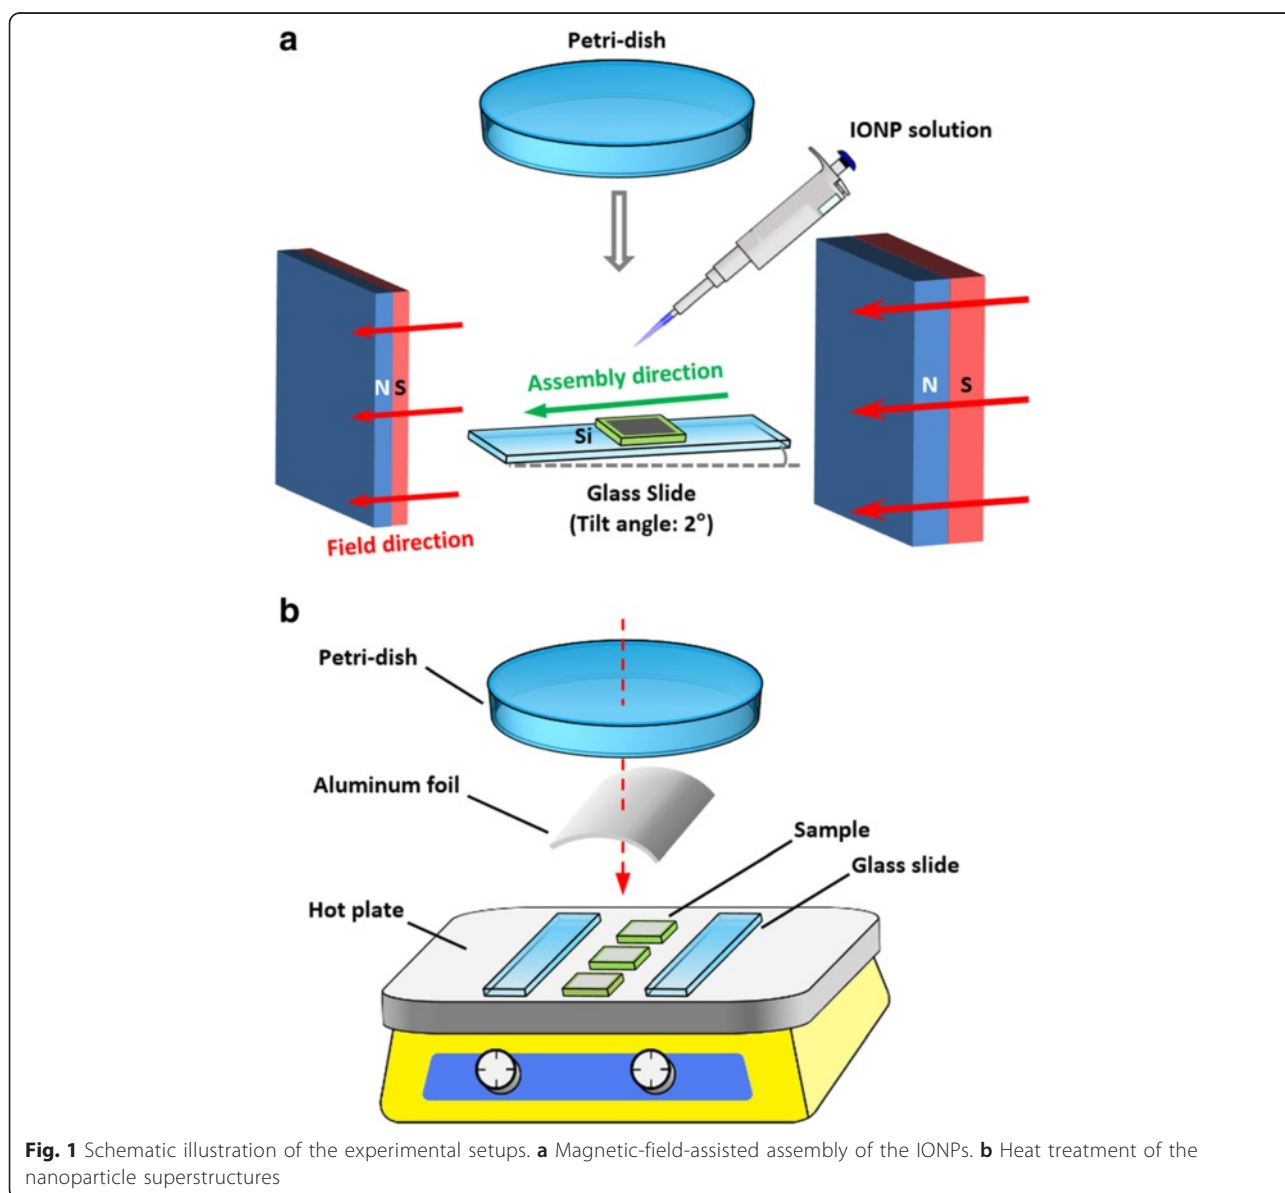 a
Petri-dish
IONP solution
N S
N S
Assembly direction
Si
Glass Slide
(Tilt angle: 2°)
Field direction
b
Petri-dish
Aluminum foil
Sample
Glass slide
Hot plate
Fig. 1 Schematic illustration of the experimental setups. a Magnetic-field-assisted assembly of the IONPs. b Heat treatment of the
nanoparticle superstructures